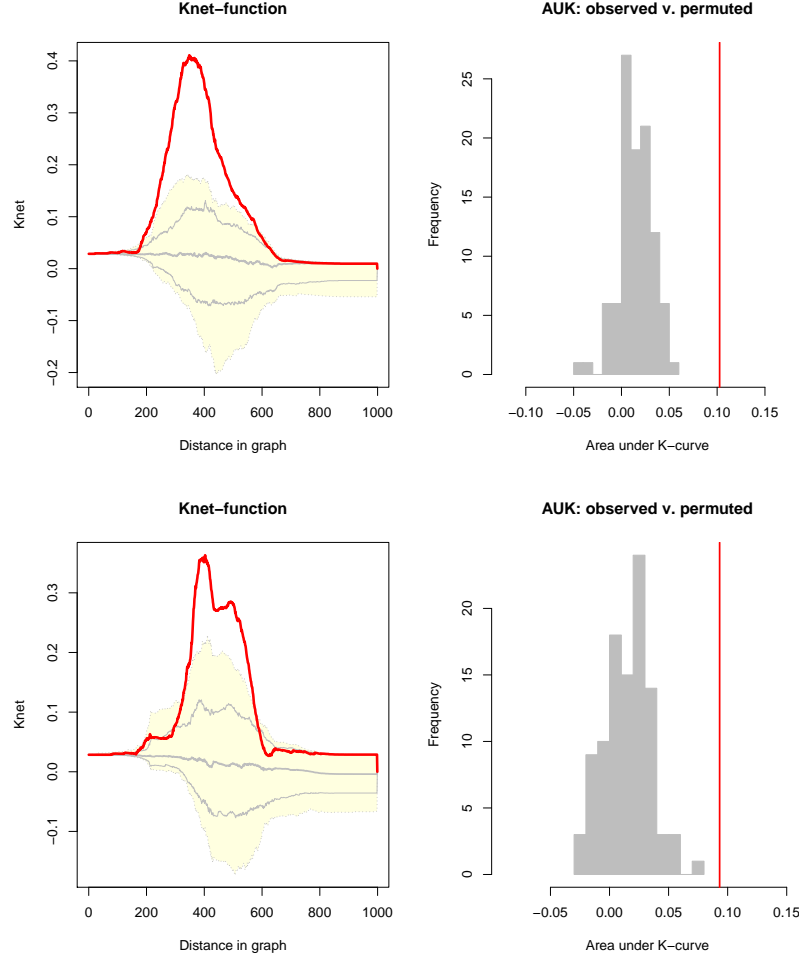 Knet−function
AUK: observed v. permuted
Knet
0.4
0.3
0.2
0.1
0.0
−0.1
−0.2
0 200 400 600 800 1000
Distance in graph
Frequency
25
20
15
10
5
0
−0.10 −0.05 0.00 0.05 0.10 0.15
Area under K−curve
Knet−function
AUK: observed v. permuted
Knet
0.3
0.2
0.1
0.0
−0.1
0 200 400 600 800 1000
Distance in graph
Frequency
20
15
10
5
0
−0.05 0.00 0.05 0.10 0.15
Area under K−curve